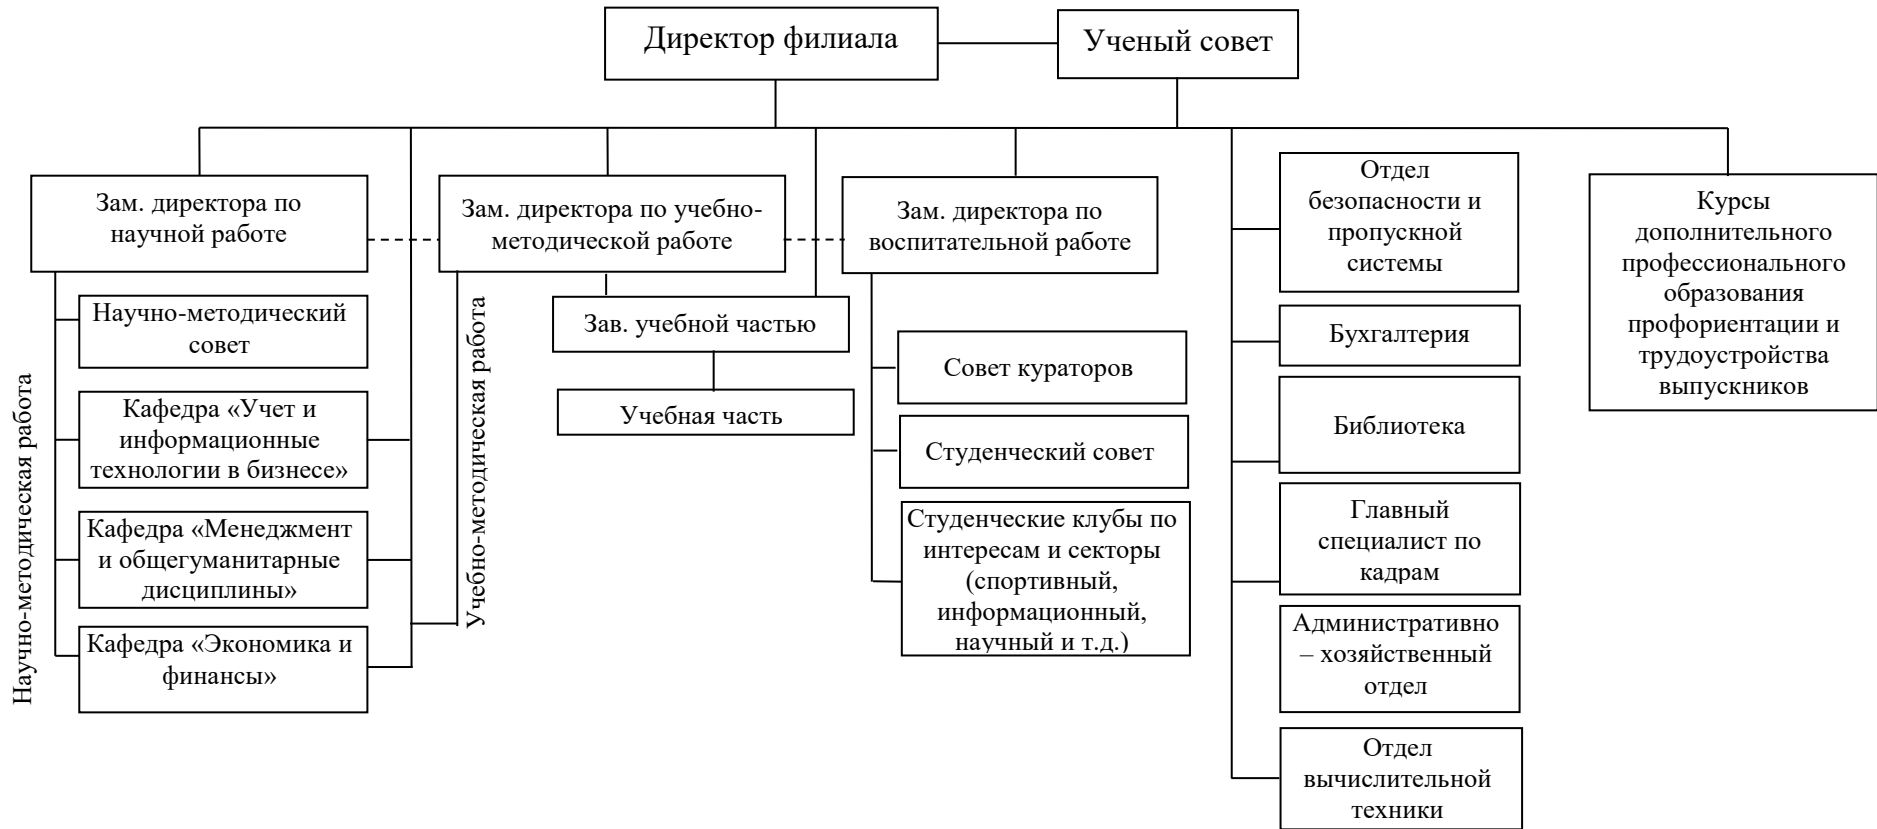 Директор филиала
Ученый совет
Зам. директора по
научной работе
Зам. директора по учебно-
методической работе
Зам. директора по
воспитательной работе
Отдел
безопасности и
пропускной
системы
Курсы
дополнительного
профессионального
образования
профориентации и
трудоустройства
выпускников
Научно-методическая работа
Научно-методический
совет
Кафедра «Учет и
информационные
технологии в бизнесе»
Кафедра «Менеджмент
и общегуманитарные
дисциплины»
Кафедра «Экономика и
финансы»
Учебно-методическая работа
Зав. учебной частью
Учебная часть
Совет кураторов
Студенческий совет
Студенческие клубы по
интересам и секторы
(спортивный,
информационный,
научный и т.д.)
Бухгалтерия
Библиотека
Главный
специалист по
кадрам
Административно
– хозяйственный
отдел
Отдел
вычислительной
техники